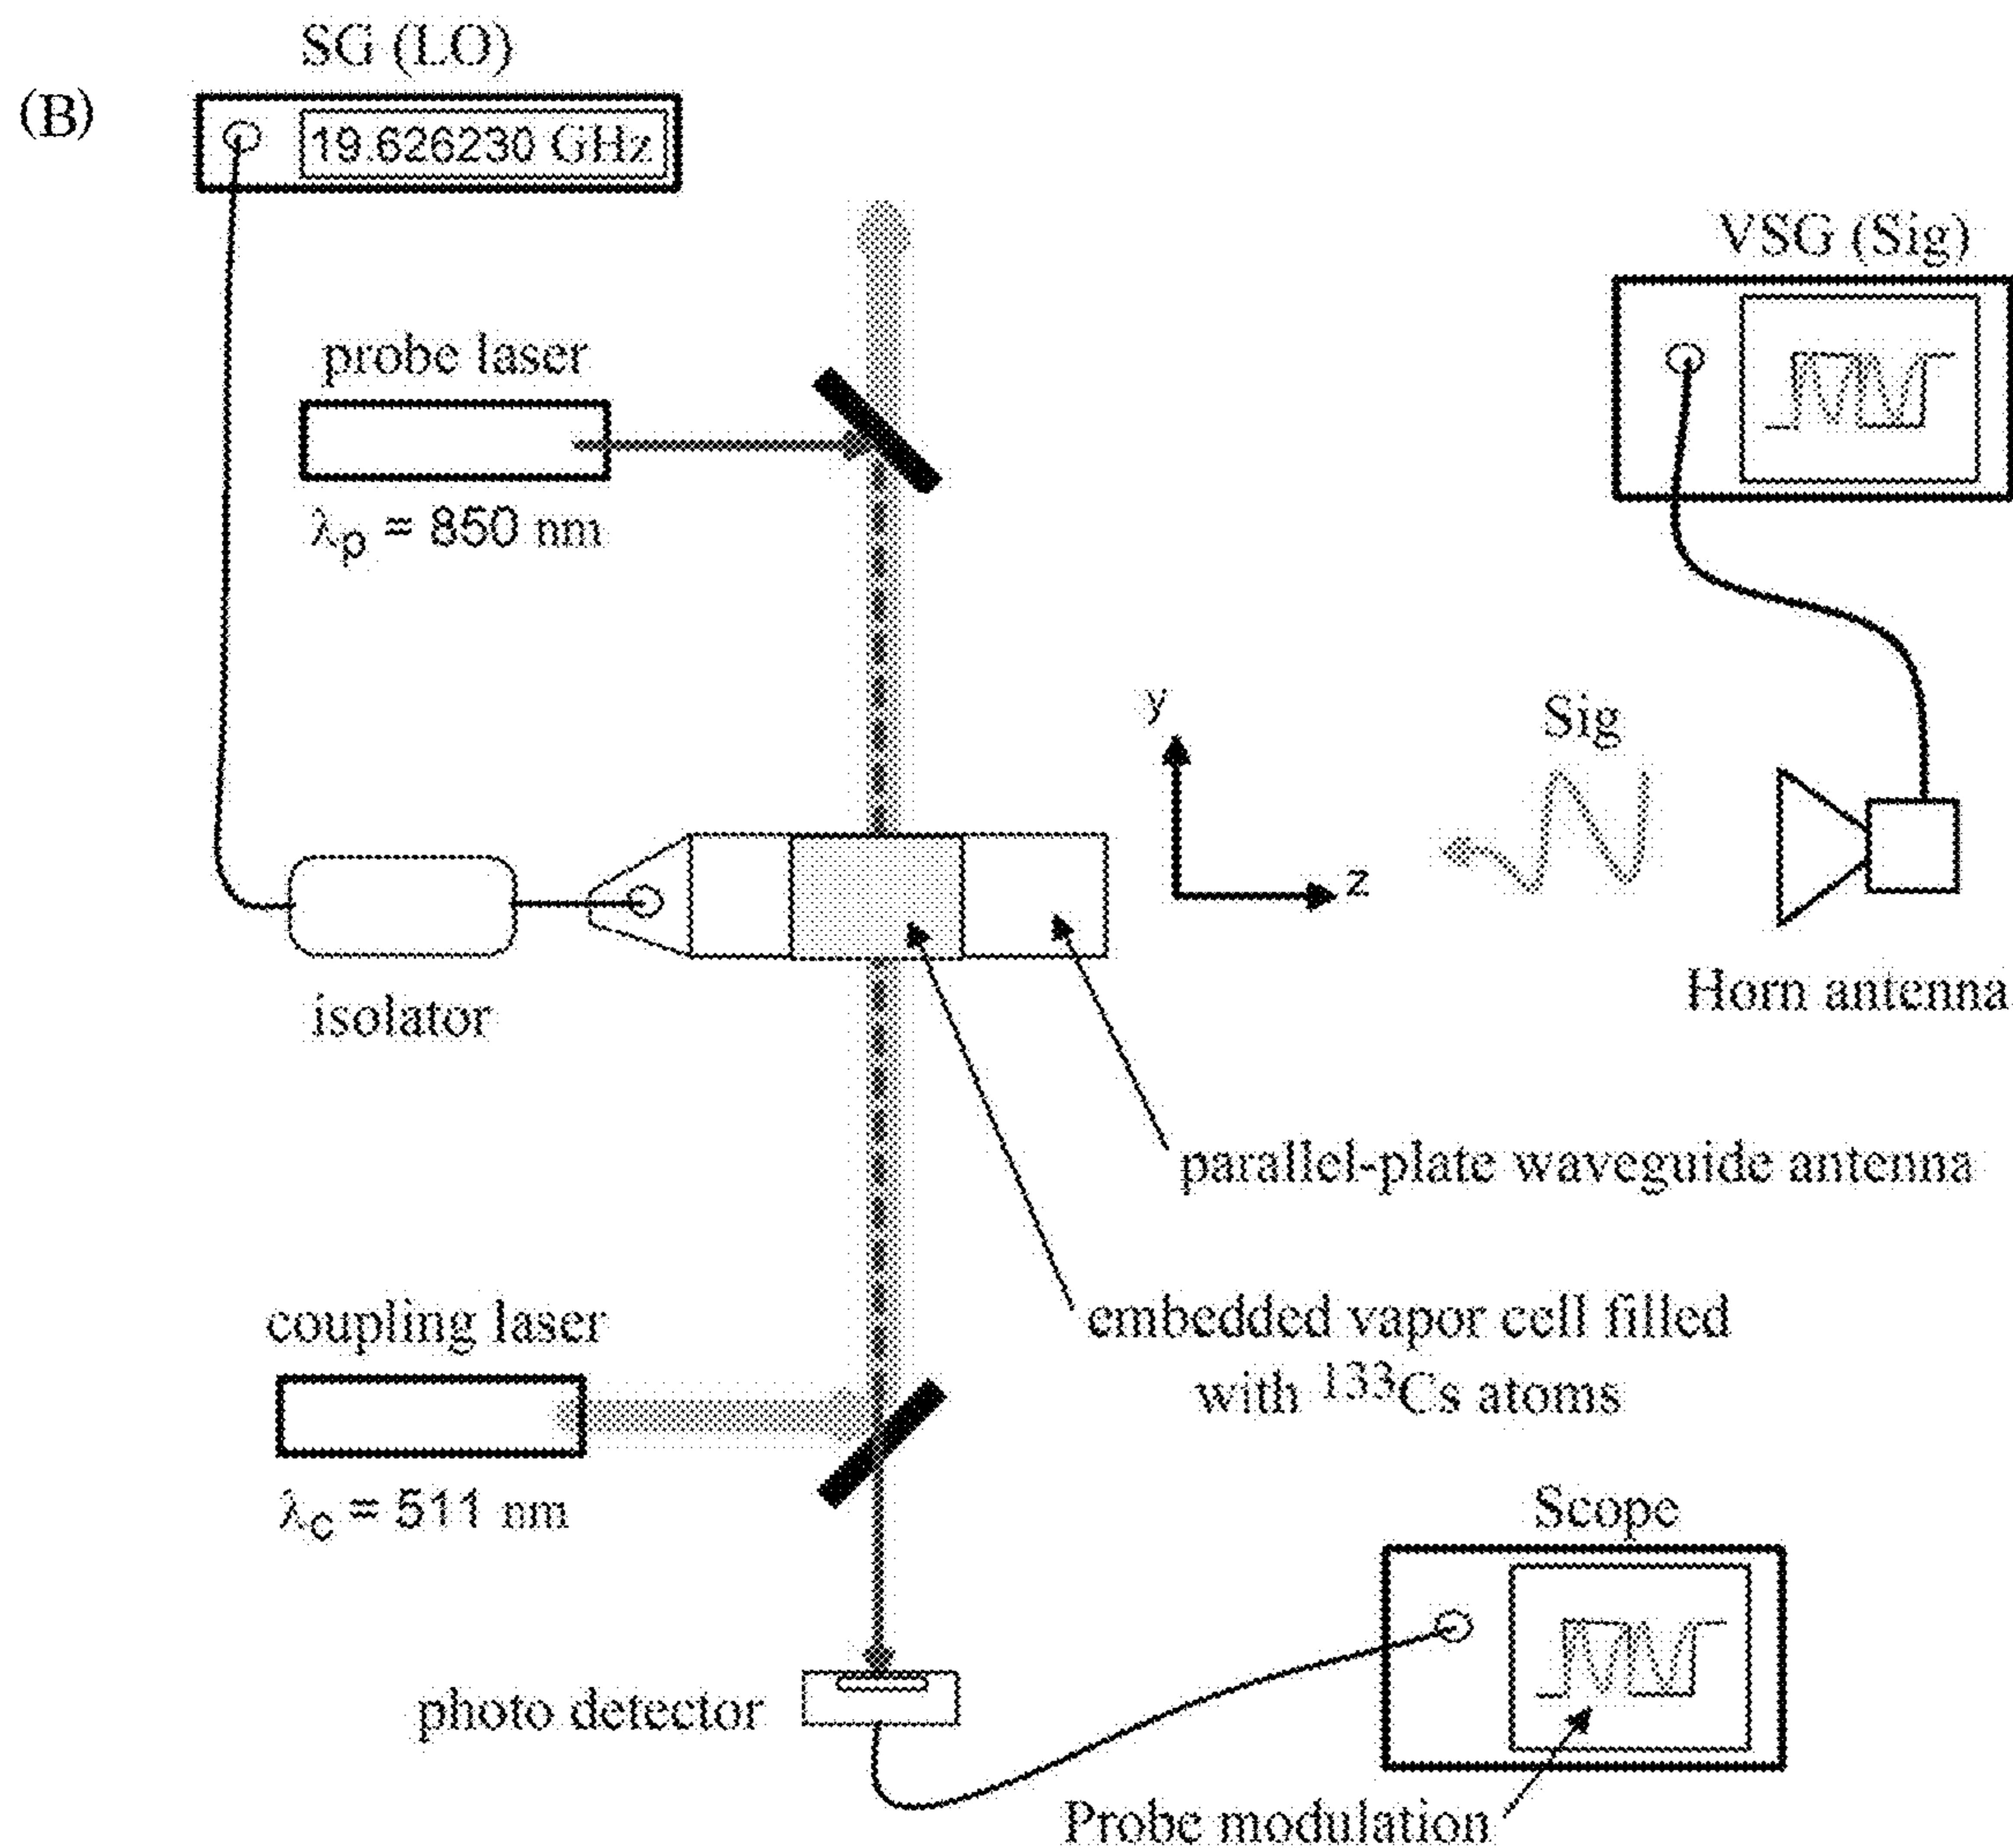 SG (LO)
(B)
19.626230 GHz
VSG (Sig)
probe laser
λp = 850 nm
y
Sig
z
isolator
Horn antenna
parallel-plate waveguide antenna
coupling laser
embedded vapor cell filled
with ¹³³Cs atoms
λc = 511 nm
Scope
photo detector
Probe modulation